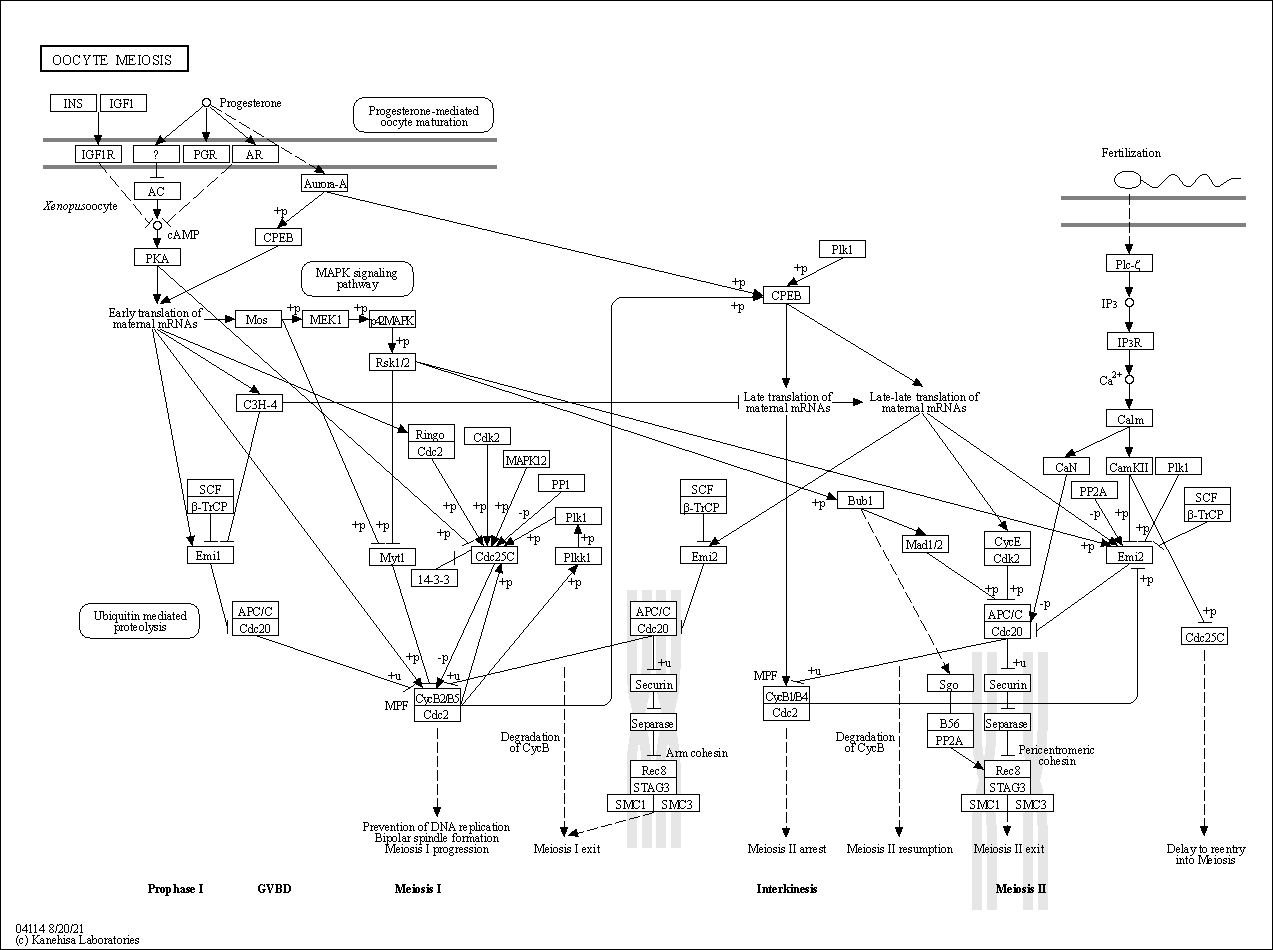 OOCYTE MEIOSIS
INS
IGF1
Progesterone
Progesterone-mediated
oocyte maturation
IGF1R
?
PGR
AR
Fertilization
AC
Aurora-A
Xenopus oocyte
+p
cAMP
CPEB
PKA
MAPK signaling
pathway
Plk1
+p
Plc-ζ
+p
CPEB
+p
IP3
Early translation of
maternal mRNAs
Mos
+p
MEK1
+p
p42MAPK
+p
IP3R
Rsk1/2
Ca2+
C3H-4
Late translation of
maternal mRNAs
Late-late translation of
maternal mRNAs
Calm
Ringo
Cdc2
Cdk2
MAPK12
PP1
CaN
CamKII
Plk1
SCF
β-TrCP
SCF
β-TrCP
PP2A
SCF
β-TrCP
+p
Bub1
+p
+p
+p
+p
+p
+p
-p
Plk1
-p
+p
+p
+p
+p
Emi1
Myt1
Cdc25C
Plkk1
Emi2
Mad1/2
CycE
Cdk2
+p
Emi2
14-3-3
+p
+p
+p
+p
+p
Ubiquitin mediated
proteolysis
APC/C
Cdc20
APC/C
Cdc20
APC/C
Cdc20
-p
+p
Cdc25C
+p
-p
+u
+u
+u
+u
+u
MPF
CycB2/B5
Cdc2
Securin
MPF
CycB1/B4
Cdc2
Sgo
Securin
Separase
B56
PP2A
Separase
Degradation
of CycB
Arm cohesin
Degradation
of CycB
Pericentromeric
cohesin
Rec8
STAG3
SMC1
SMC3
Rec8
STAG3
SMC1
SMC3
Prevention of DNA replication
Bipolar spindle formation
Meiosis I progression
Meiosis I exit
Meiosis II arrest
Meiosis II resumption
Meiosis II exit
Delay to reentry
into Meiosis
Prophase I
GVBD
Meiosis I
Interkinesis
Meiosis II
04114 8/20/21
(c) Kanehisa Laboratories